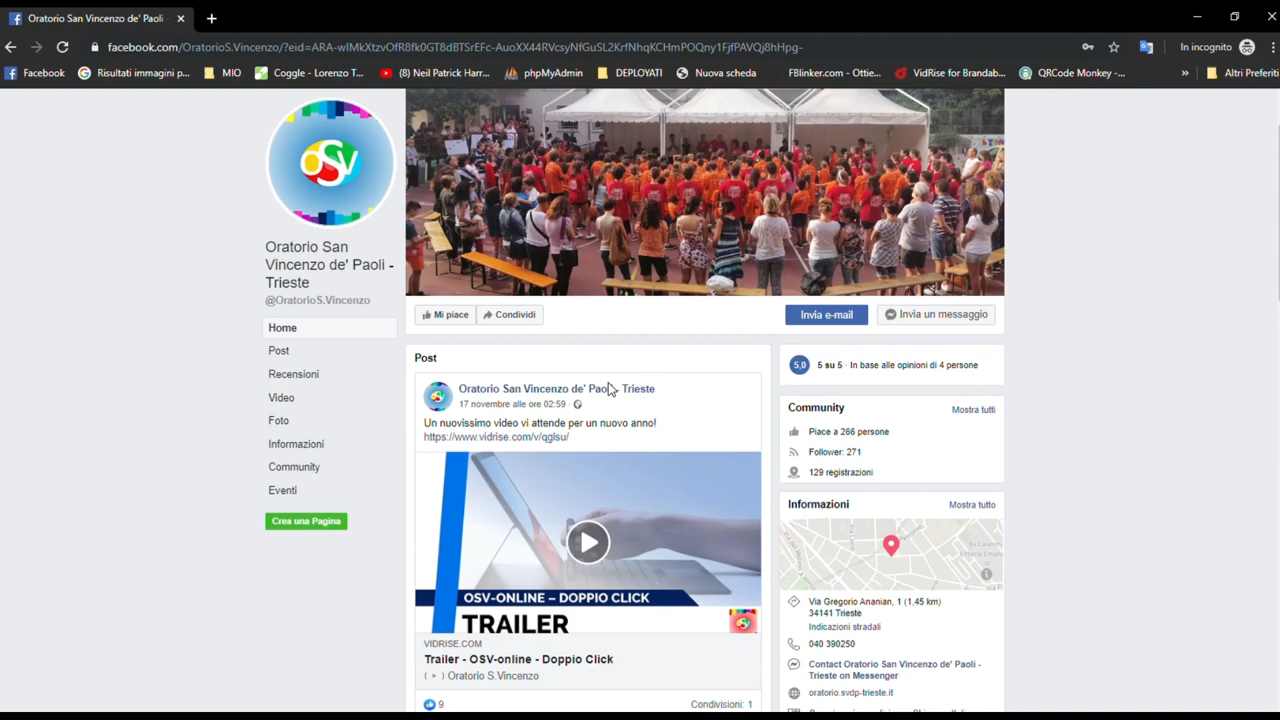 Oratorio San Vincenzo de' Paoli -
facebook.com/OratorioS.Vincenzo/?eid=ARA-wIMkXtzvOfR8fk0GT8dBTSrEFc-AuoXX44RVcsyNfGuSL2KrfNhqKCHmPOQny1FjfPAVQj8hHpg-
In incognito
Facebook
Risultati immagini p...
MIO
Coggle - Lorenzo T...
(8) Neil Patrick Harr...
phpMyAdmin
DEPLOYATI
Nuova scheda
FBlinker.com - Ottie...
VidRise for Brandab...
QRCode Monkey -...
»
Altri Preferiti
osv
Oratorio San
Vincenzo de' Paoli -
Trieste
@OratorioS.Vincenzo
Home
Post
Recensioni
Video
Foto
Informazioni
Community
Eventi
Crea una Pagina
Mi piace
Condividi
Invia e-mail
Invia un messaggio
Post
Oratorio San Vincenzo de' Paoli - Trieste
17 novembre alle ore 02:59 ·
Un nuovissimo video vi attende per un nuovo anno!
https://www.vidrise.com/v/qglsu/
OSV-ONLINE – DOPPIO CLICK
TRAILER
VIDRISE.COM
Trailer - OSV-online - Doppio Click
Oratorio S.Vincenzo
9
Condivisioni: 1
5,0
5 su 5 · In base alle opinioni di 4 persone
Community
Mostra tutti
Piace a 266 persone
Follower: 271
129 registrazioni
Informazioni
Mostra tutto
Via Gregorio Ananian, 1 (1,45 km)
34141 Trieste
Indicazioni stradali
040 390250
Contact Oratorio San Vincenzo de' Paoli -
Trieste on Messenger
oratorio.svdp-trieste.it